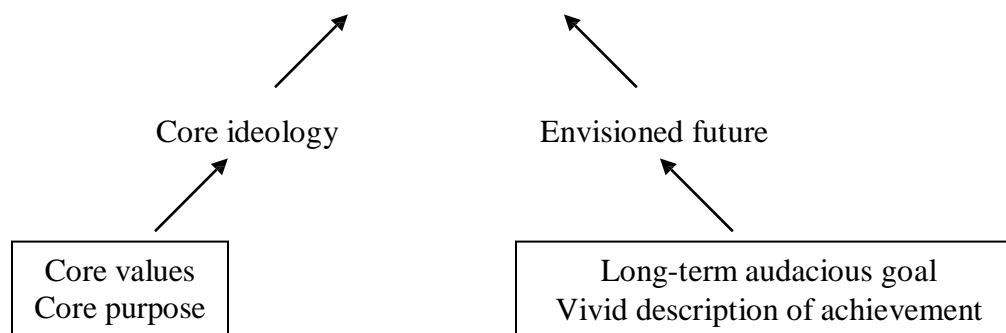 Core ideology
Envisioned future
Core values
Core purpose
Long-term audacious goal
Vivid description of achievement